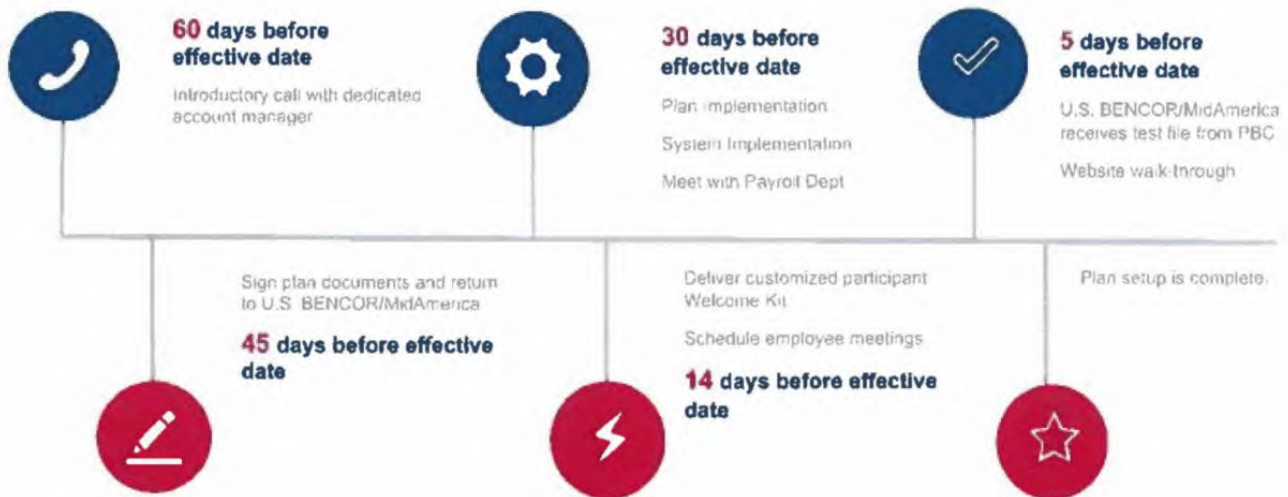 60 days before
effective date
Introductory call with dedicated
account manager
30 days before
effective date
Plan Implementation
System Implementation
Meet with Payroll Dept
5 days before
effective date
U.S. BENCOR/MidAmerica
receives test file from PBC
Website walk-through
Sign plan documents and return
to U.S. BENCOR/MidAmerica
45 days before effective
date
Deliver customized participant
Welcome Kit
Schedule employee meetings
14 days before effective
date
Plan setup is complete.